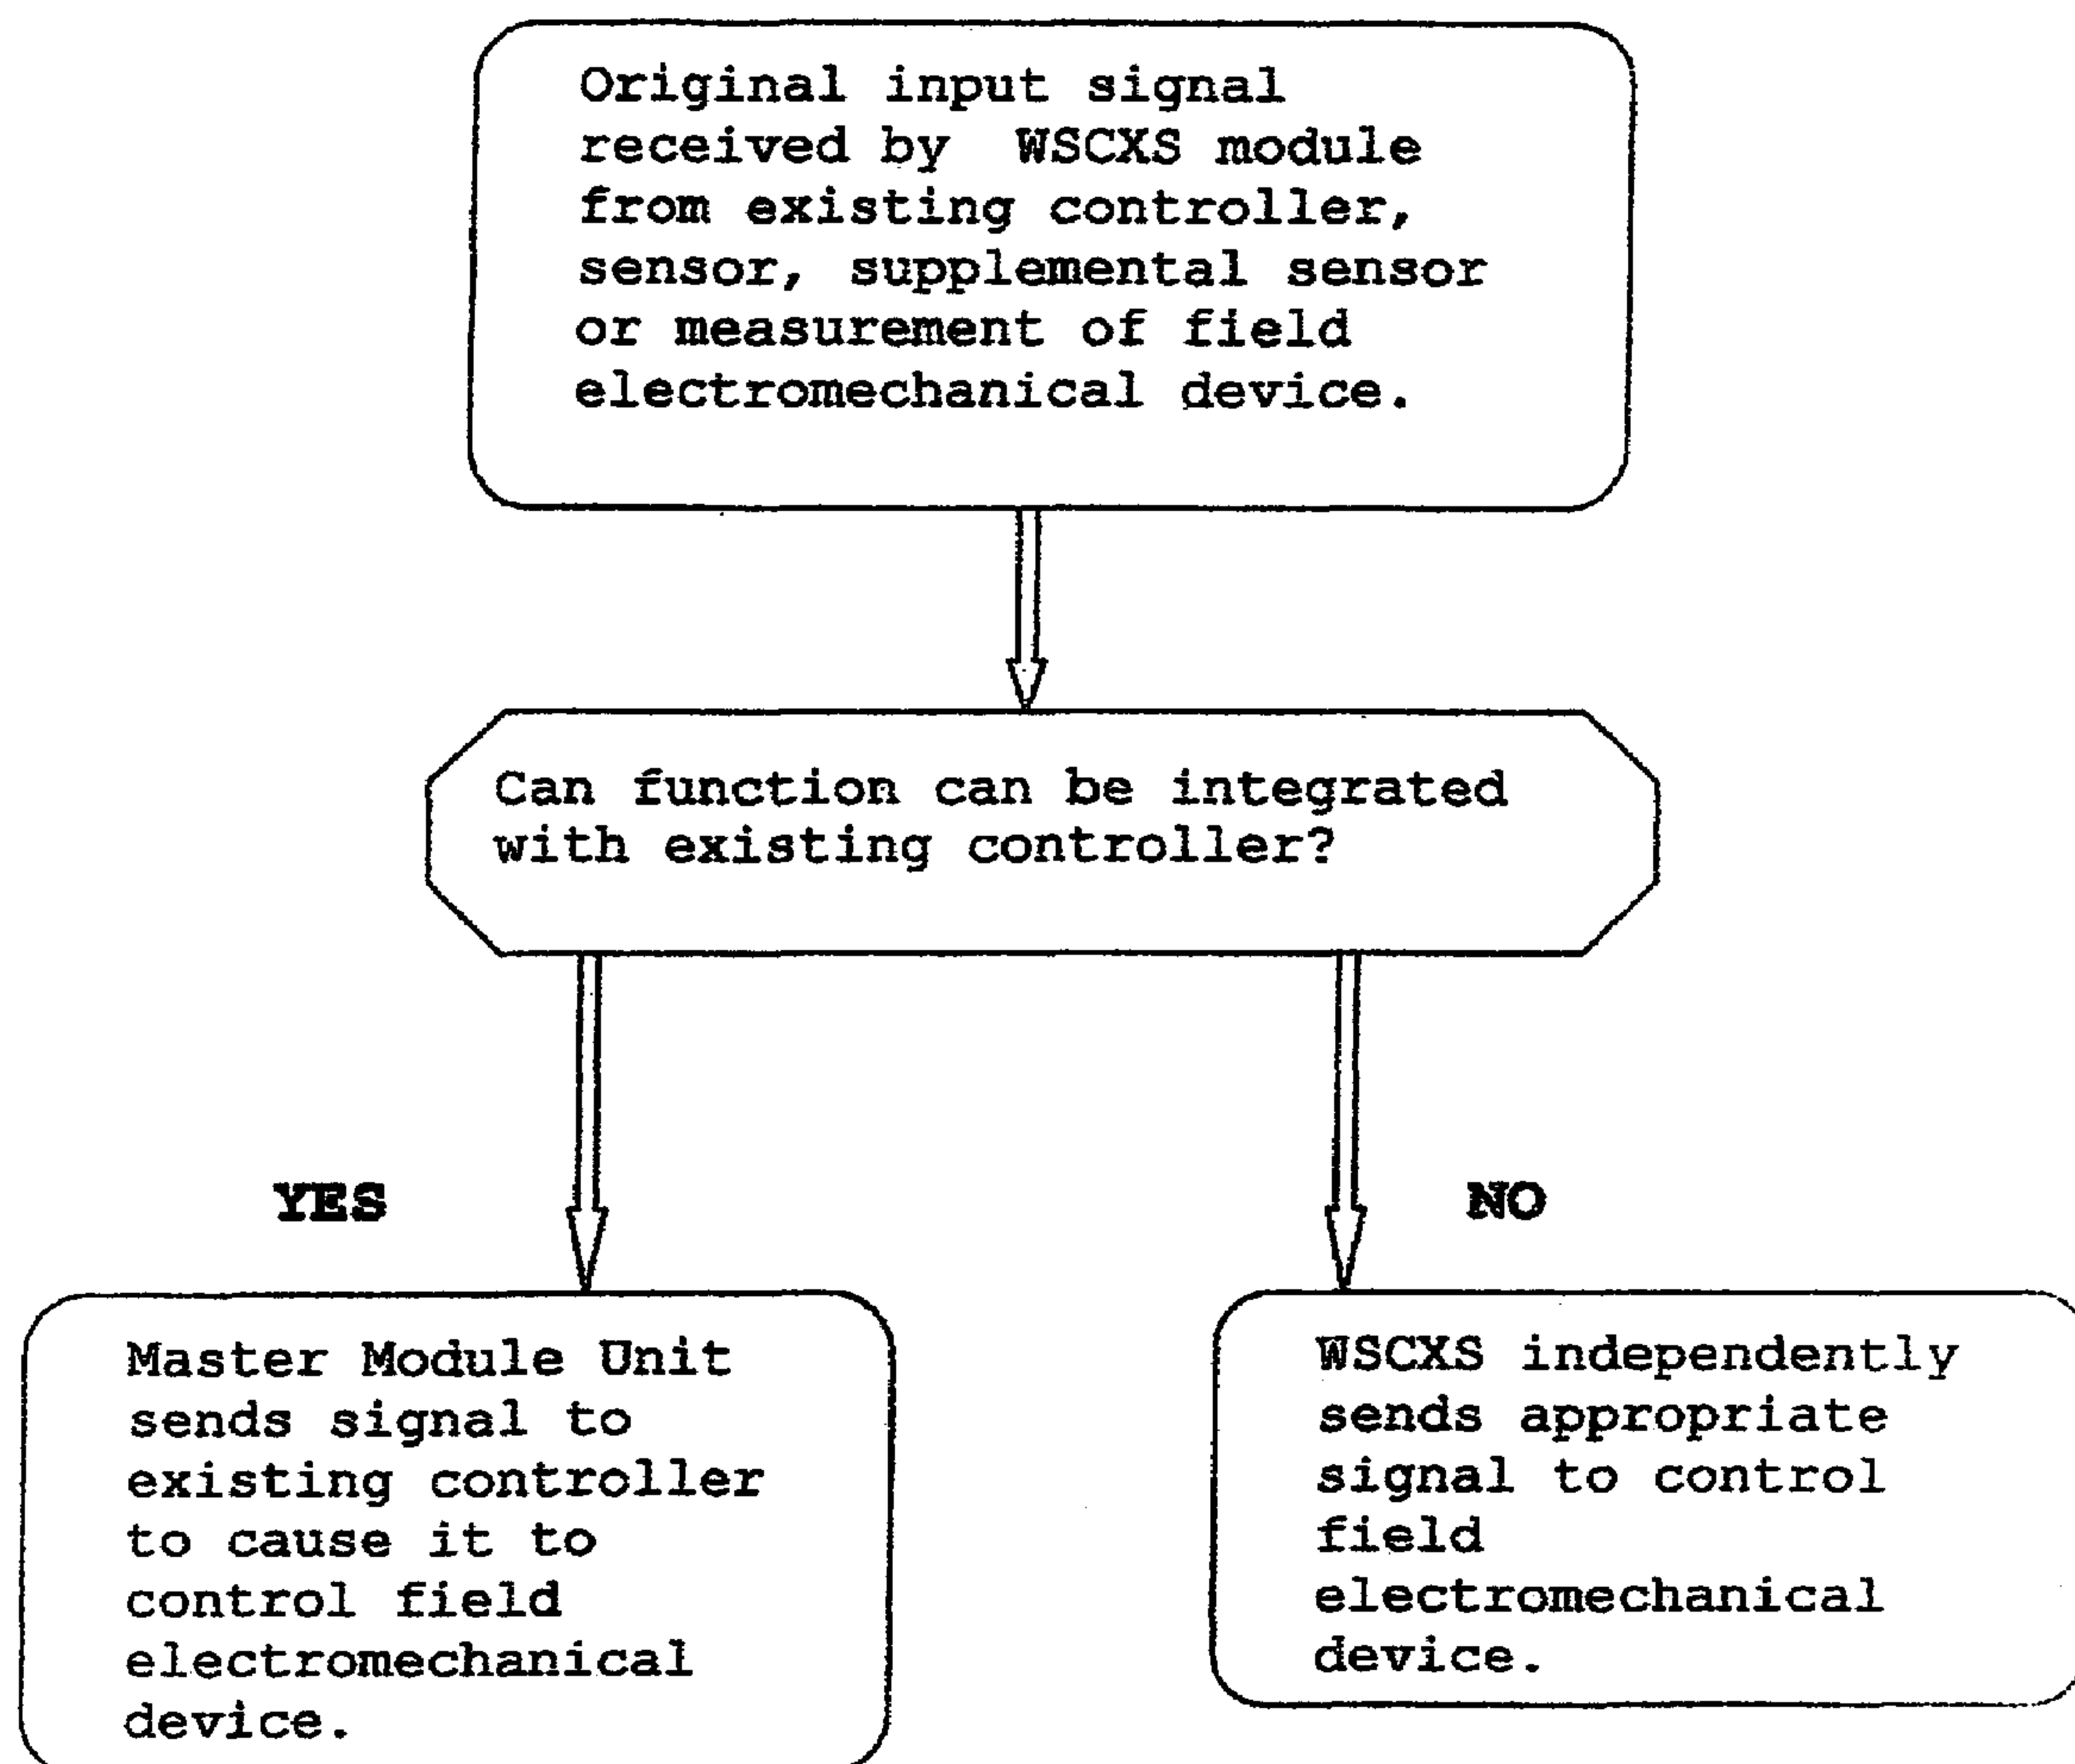 Original input signal
received by WSCXS module
from existing controller,
sensor, supplemental sensor
or measurement of field
electromechanical device.
Can function can be integrated
with existing controller?
YES
NO
Master Module Unit
sends signal to
existing controller
to cause it to
control field
electromechanical
device.
WSCXS independently
sends appropriate
signal to control
field
electromechanical
device.